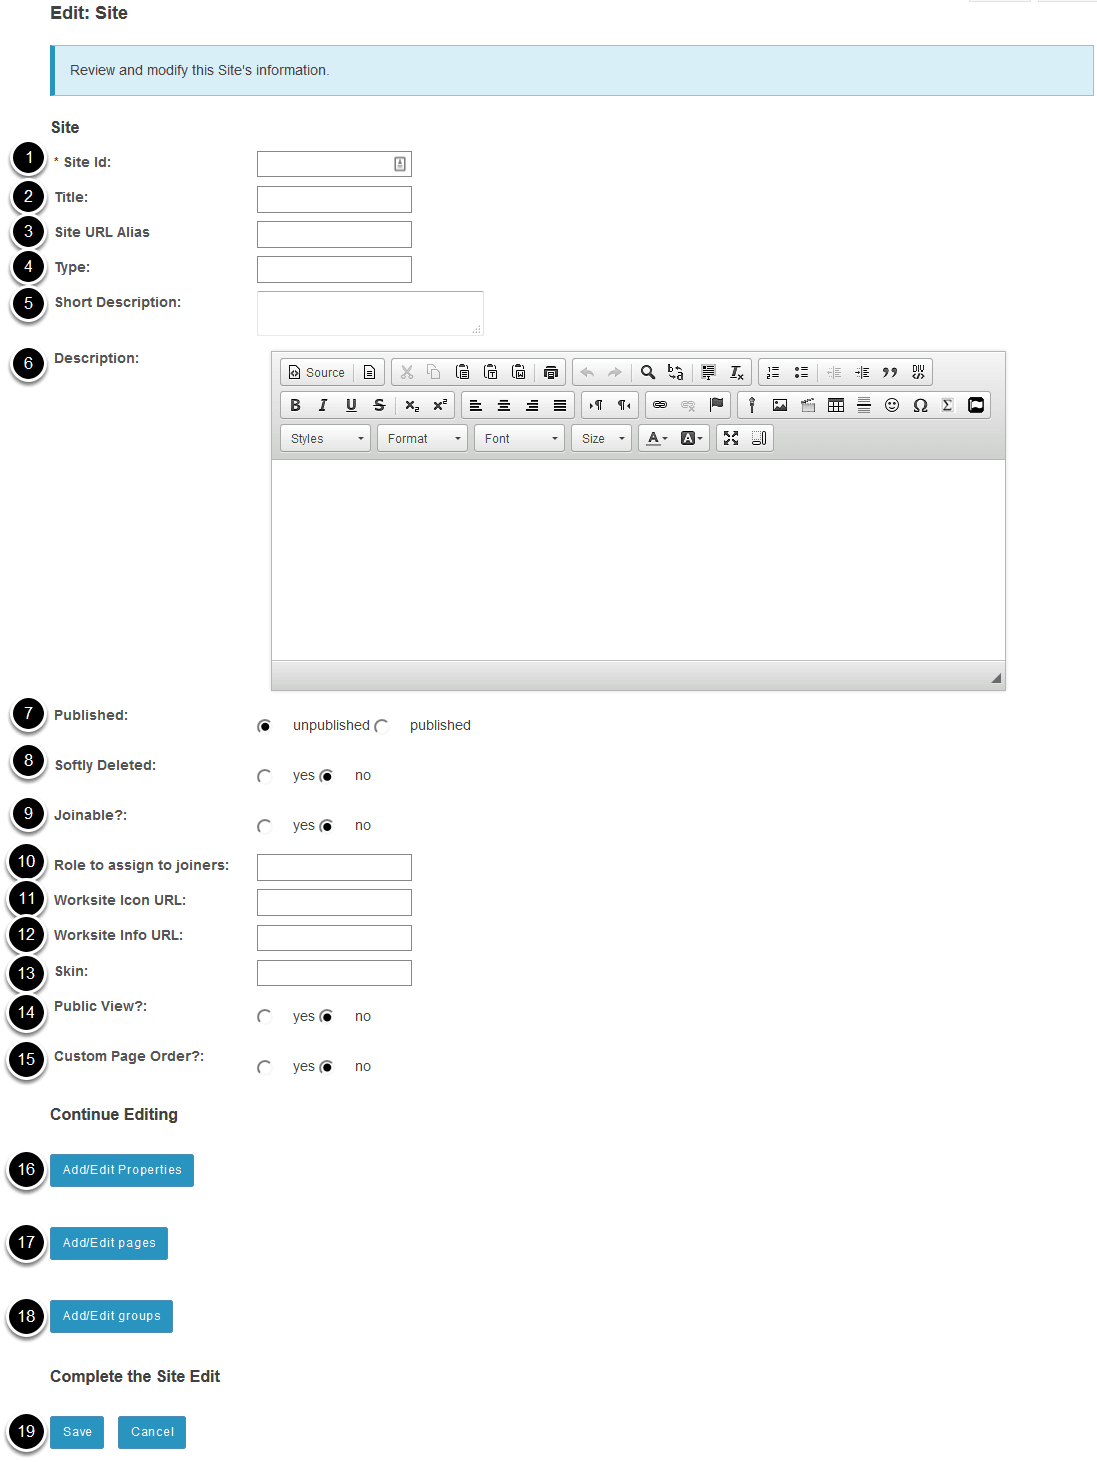 Edit: Site
Review and modify this Site's information.
Site
1 * Site Id:
2 Title:
3 Site URL Alias
4 Type:
5 Short Description:
6 Description:
Source
Styles Format Font Size
7 Published:
unpublished published
8 Softly Deleted:
yes no
9 Joinable?:
yes no
10 Role to assign to joiners:
11 Worksite Icon URL:
12 Worksite Info URL:
13 Skin:
14 Public View?:
yes no
15 Custom Page Order?:
yes no
Continue Editing
16 Add/Edit Properties
17 Add/Edit pages
18 Add/Edit groups
Complete the Site Edit
19 Save Cancel